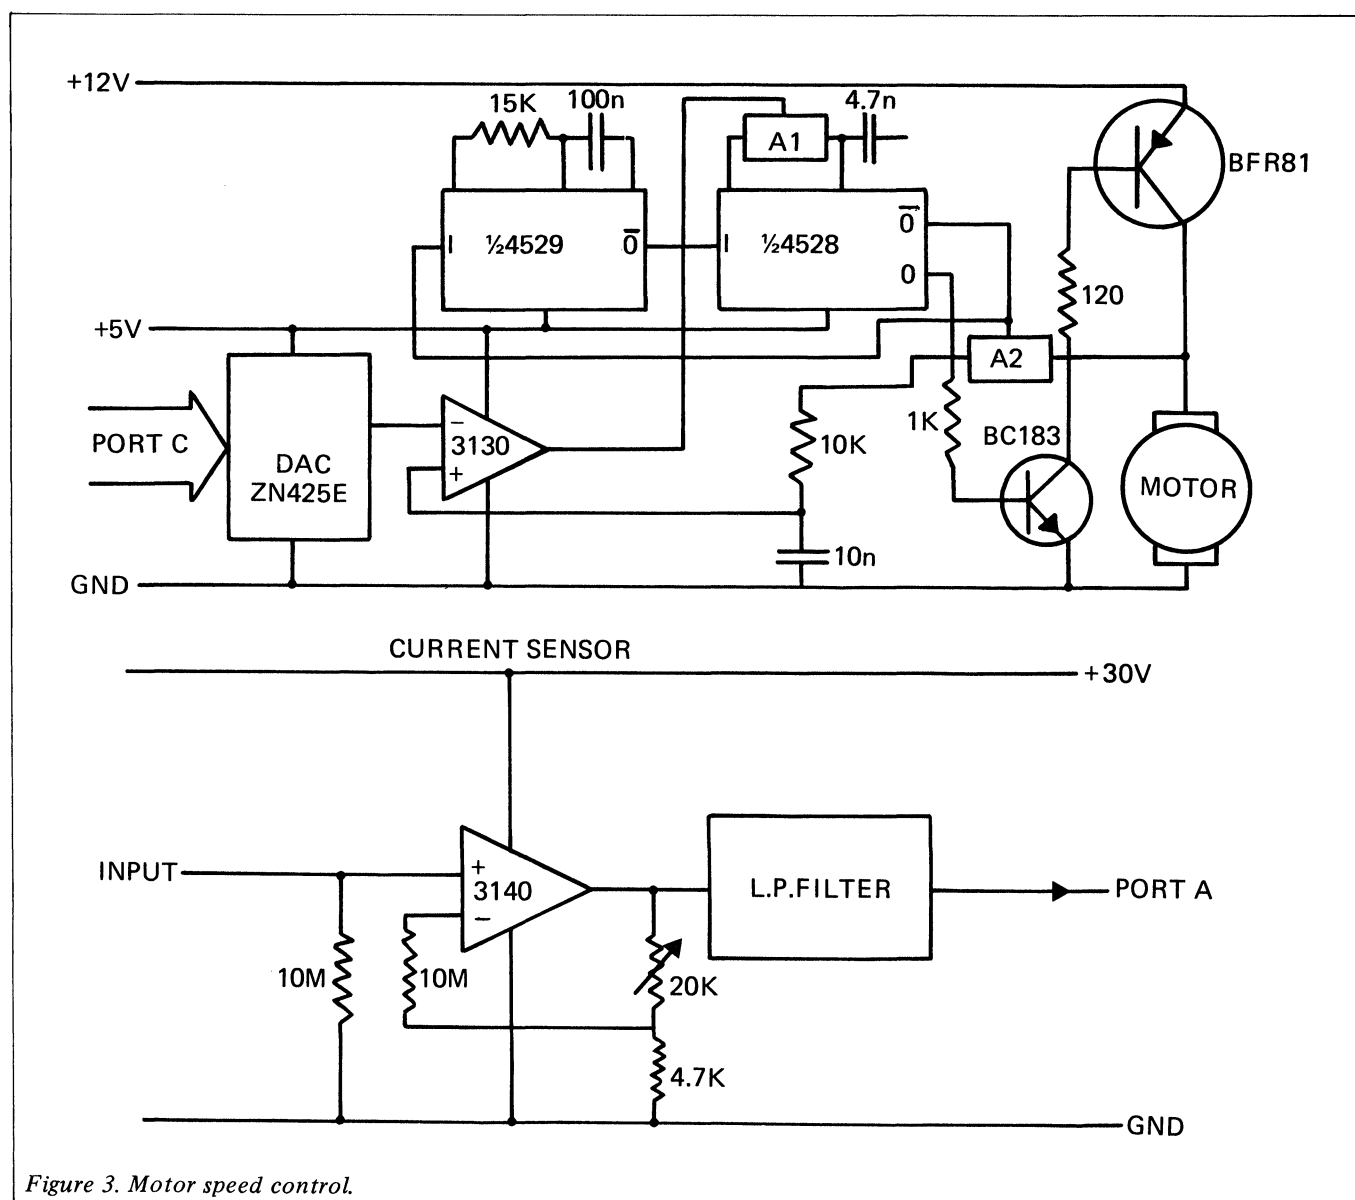 +12V
15K
100n
4.7n
A1
BFR81
½4529
I
0̅
I
½4528
0̅
0
120
+5V
A2
PORT C
DAC
ZN425E
−
3130
+
10K
1K
BC183
MOTOR
10n
GND
CURRENT SENSOR
+30V
INPUT
+
3140
−
L.P.FILTER
PORT A
10M
10M
20K
4.7K
GND
Figure 3. Motor speed control.